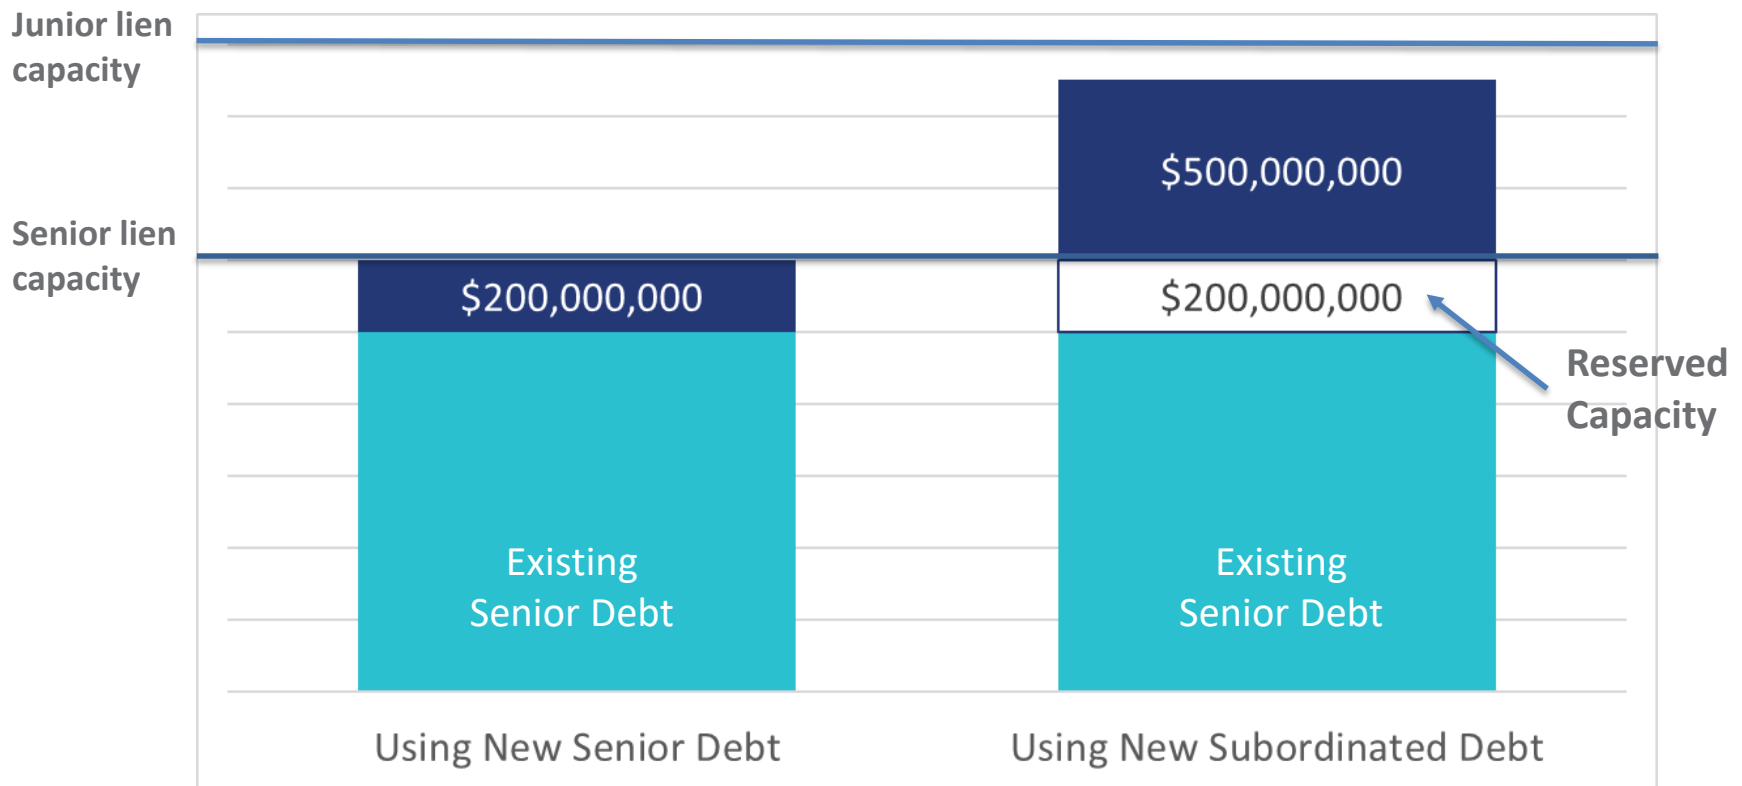 Junior lien
capacity
$500,000,000
Senior lien
capacity
$200,000,000
$200,000,000
Reserved
Capacity
Existing
Senior Debt
Existing
Senior Debt
Using New Senior Debt
Using New Subordinated Debt